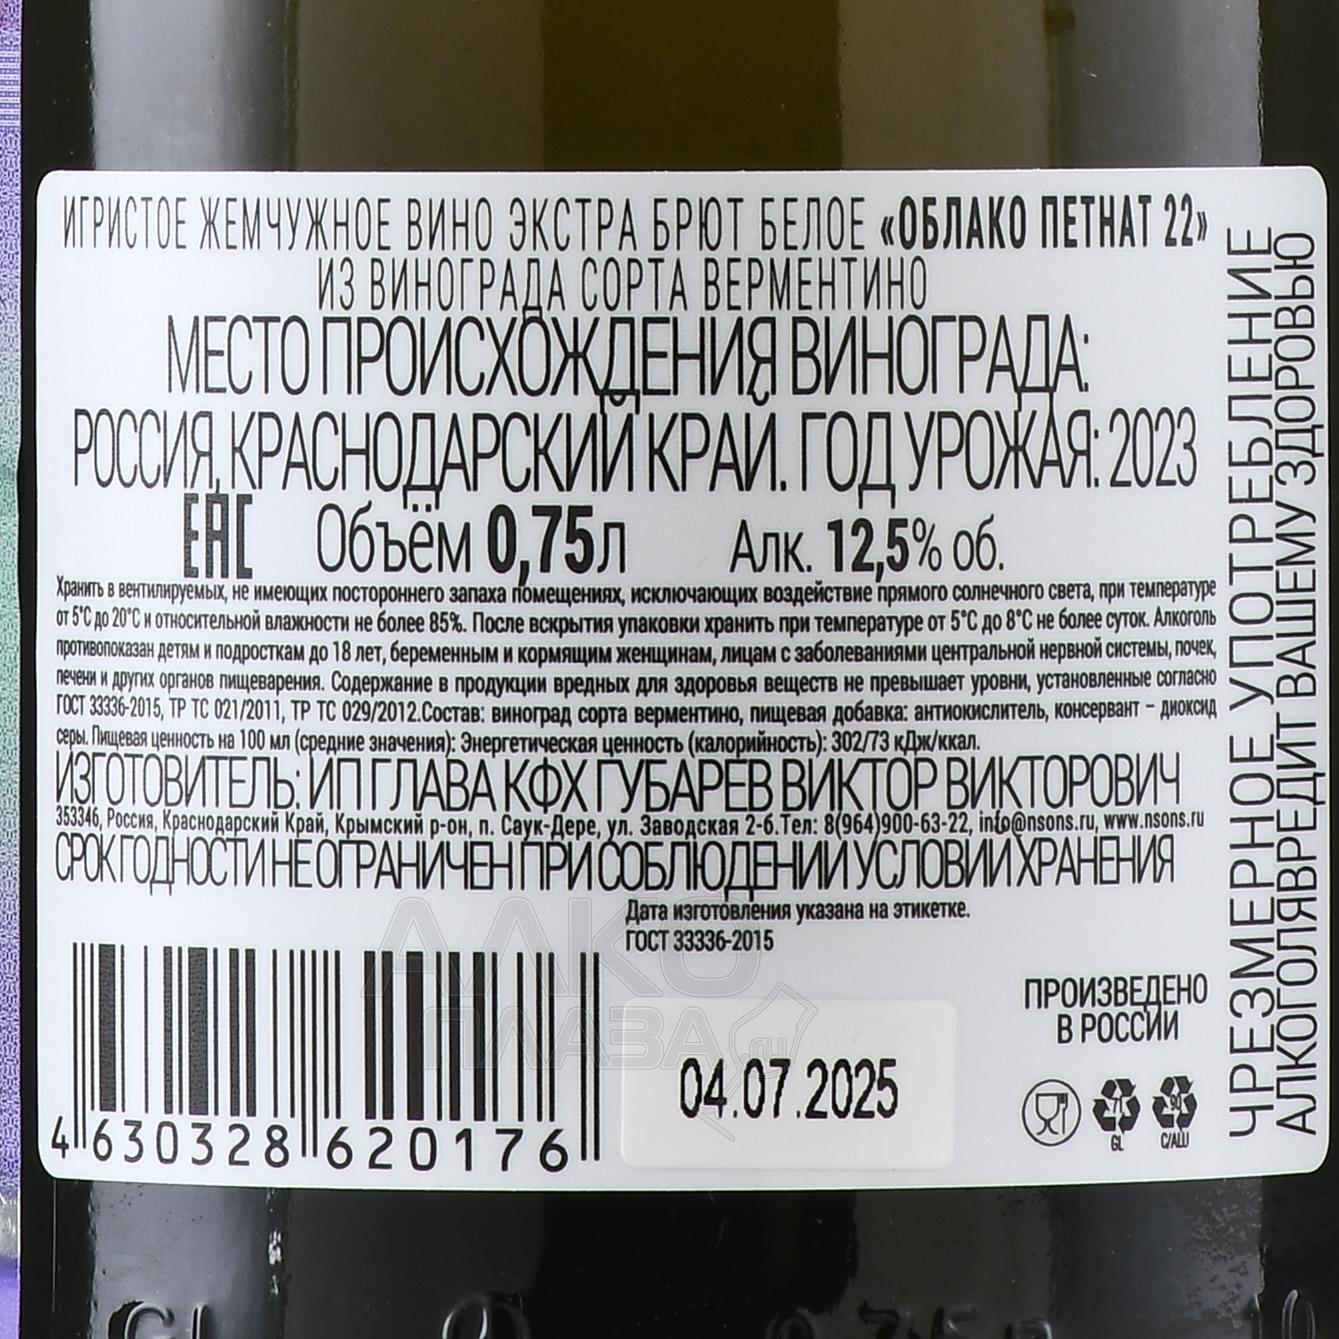 ИГРИСТОЕ ЖЕМЧУЖНОЕ ВИНО ЭКСТРА БРЮТ БЕЛОЕ «ОБЛАКО ПЕТНАТ 22»
ИЗ ВИНОГРАДА СОРТА ВЕРМЕНТИНО
МЕСТО ПРОИСХОЖДЕНИЯ ВИНОГРАДА:
РОССИЯ, КРАСНОДАРСКИЙ КРАЙ. ГОД УРОЖАЯ: 2023
ЕАС Объём 0,75л Алк. 12,5% об.
Хранить в вентилируемых, не имеющих постороннего запаха помещениях, исключающих воздействие прямого солнечного света, при температуре
от 5°С до 20°С и относительной влажности не более 85%. После вскрытия упаковки хранить при температуре от 5°С до 8°С не более суток. Алкоголь
противопоказан детям и подросткам до 18 лет, беременным и кормящим женщинам, лицам с заболеваниями центральной нервной системы, почек,
печени и других органов пищеварения. Содержание в продукции вредных для здоровья веществ не превышает уровни, установленные согласно
ГОСТ 33336-2015, ТР ТС 021/2011, ТР ТС 029/2012.Состав: виноград сорта верментино, пищевая добавка: антиокислитель, консервант – диоксид
серы. Пищевая ценность на 100 мл (средние значения): Энергетическая ценность (калорийность): 302/73 кДж/ккал.
ИЗГОТОВИТЕЛЬ: ИП ГЛАВА КФХ ГУБАРЕВ ВИКТОР ВИКТОРОВИЧ
353346, Россия, Краснодарский Край, Крымский р-он, п. Саук-Дере, ул. Заводская 2-б.Тел: 8(964)900-63-22, info@nsons.ru, www.nsons.ru
СРОК ГОДНОСТИ НЕ ОГРАНИЧЕН ПРИ СОБЛЮДЕНИИ УСЛОВИЙ ХРАНЕНИЯ
Дата изготовления указана на этикетке.
ГОСТ 33336-2015
4 630328 620176
04.07.2025
ПРОИЗВЕДЕНО
В РОССИИ
71
GL
90
C/ALU
ЧРЕЗМЕРНОЕ УПОТРЕБЛЕНИЕ
АЛКОГОЛЯ ВРЕДИТ ВАШЕМУ ЗДОРОВЬЮ
АЛКО
ПЛАЗА.ru